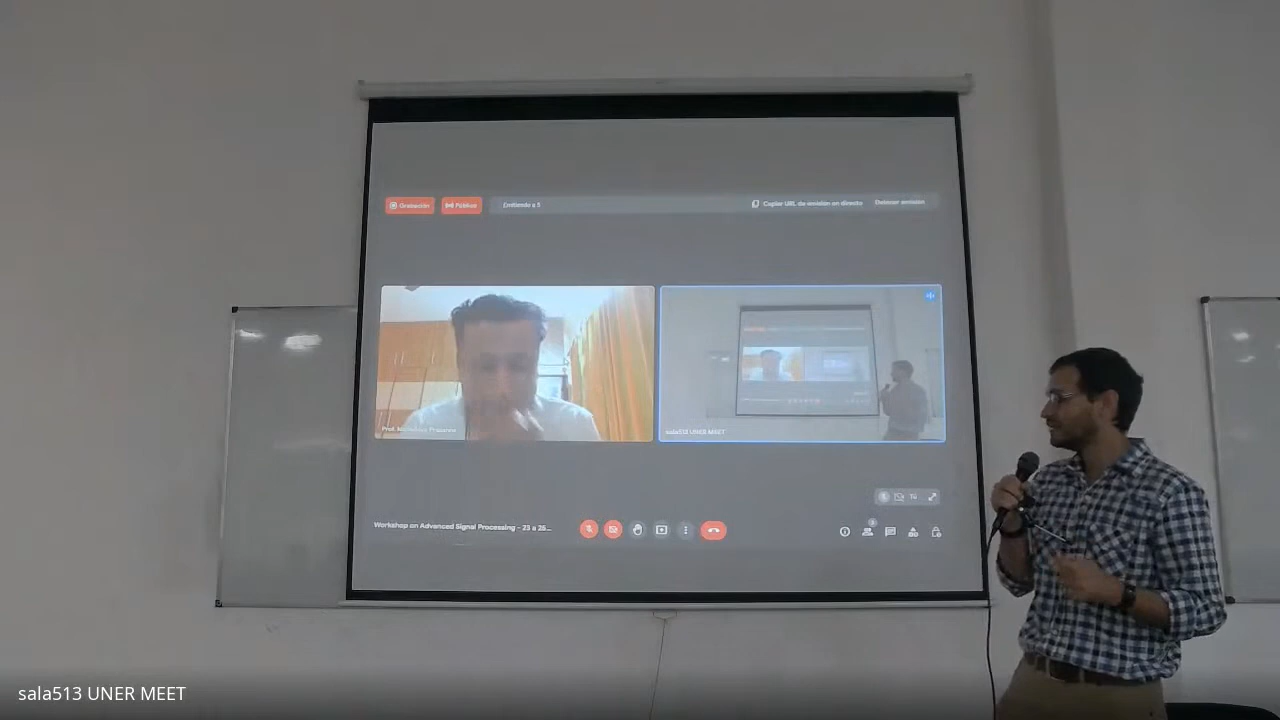 Grabación
Público
Emitiendo a 5
Copiar URL de emisión en directo
Detener emisión
sala513 UNER MEET
Workshop on Advanced Signal Processing - 23 a 26...
sala513 UNER MEET